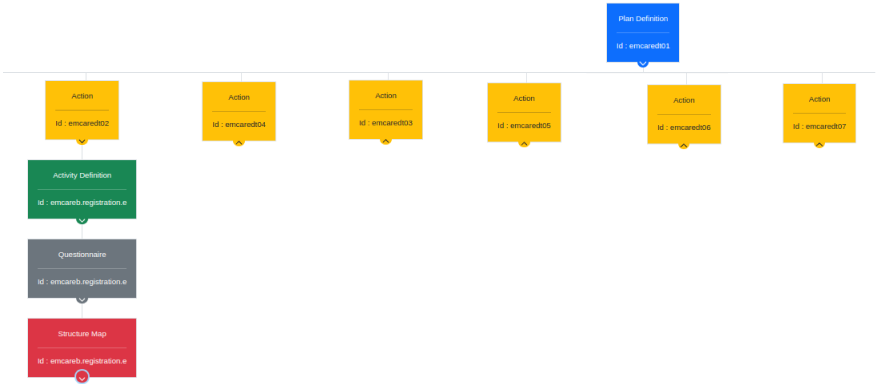 Plan Definition
Id : emcaredt01
Action
Id : emcaredt02
Action
Id : emcaredt04
Action
Id : emcaredt03
Action
Id : emcaredt05
Action
Id : emcaredt06
Action
Id : emcaredt07
Activity Definition
Id : emcareb.registration.e
Questionnaire
Id : emcareb.registration.e
Structure Map
Id : emcareb.registration.e